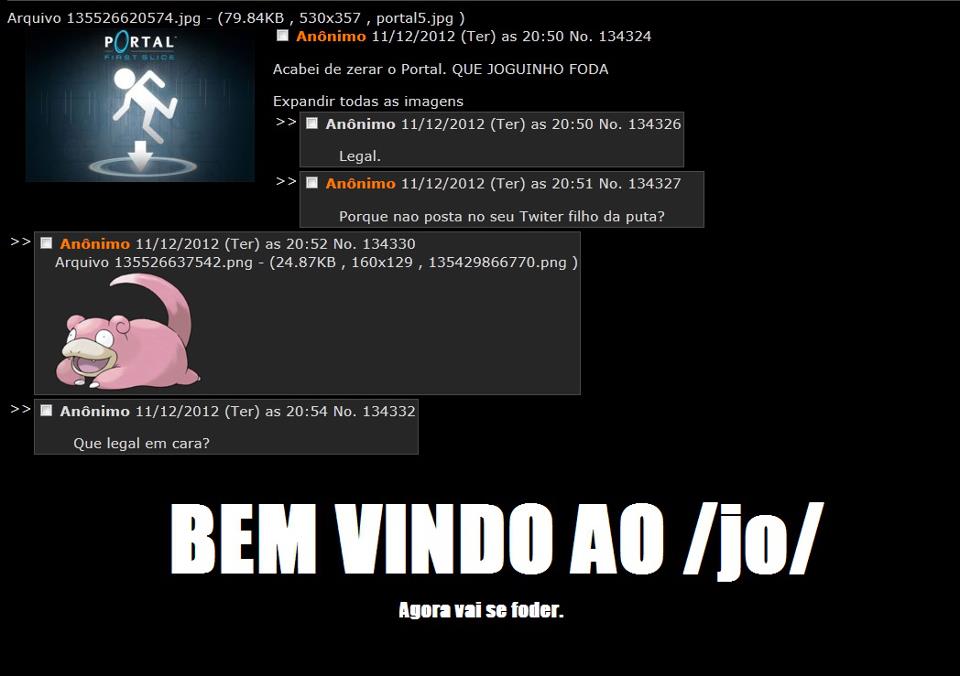 Arquivo 135526620574.jpg - (79.84KB , 530x357 , portal5.jpg )
PORTAL
FIRST SLICE
Anônimo 11/12/2012 (Ter) as 20:50 No. 134324
Acabei de zerar o Portal. QUE JOGUINHO FODA
Expandir todas as imagens
>> Anônimo 11/12/2012 (Ter) as 20:50 No. 134326
Legal.
>> Anônimo 11/12/2012 (Ter) as 20:51 No. 134327
Porque nao posta no seu Twiter filho da puta?
>> Anônimo 11/12/2012 (Ter) as 20:52 No. 134330
Arquivo 135526637542.png - (24.87KB , 160x129 , 135429866770.png )
>> Anônimo 11/12/2012 (Ter) as 20:54 No. 134332
Que legal em cara?
BEM VINDO AO /jo/
Agora vai se foder.